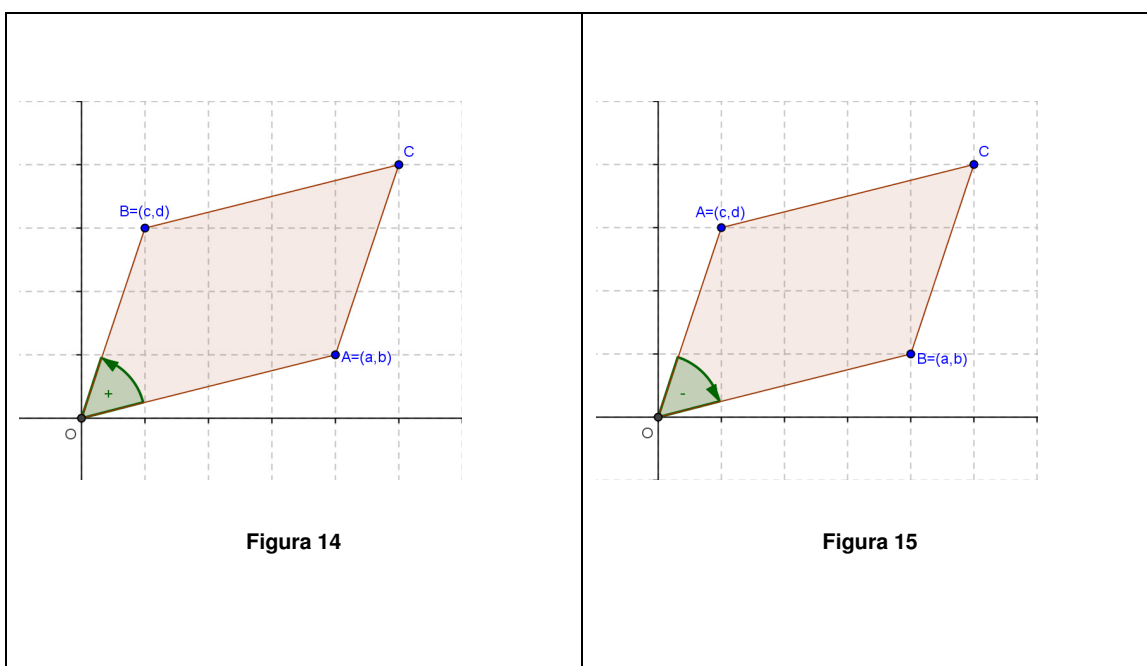 C
B=(c,d)
A=(a,b)
+
O
Figura 14
C
A=(c,d)
B=(a,b)
-
O
Figura 15